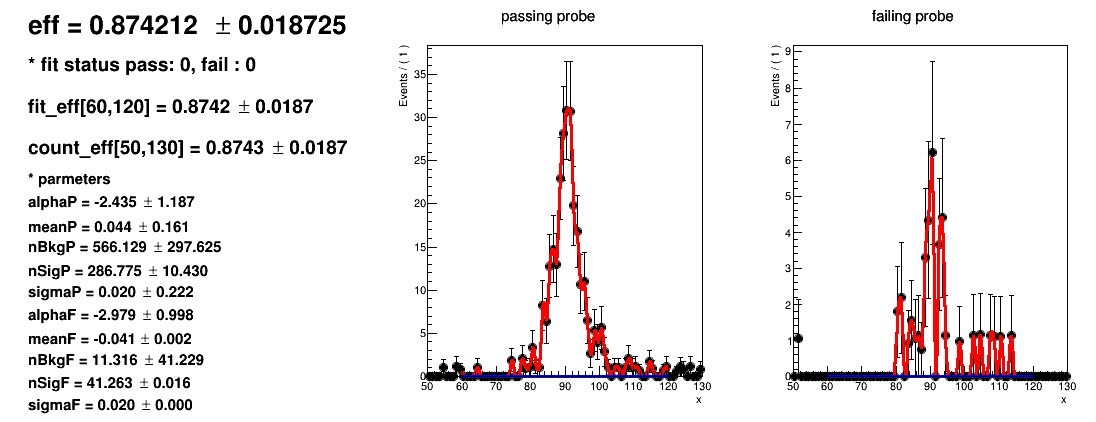 eff = 0.874212 ± 0.018725
* fit status pass: 0, fail : 0
fit_eff[60,120] = 0.8742 ± 0.0187
count_eff[50,130] = 0.8743 ± 0.0187
* parmeters
alphaP = -2.435 ± 1.187
meanP = 0.044 ± 0.161
nBkgP = 566.129 ± 297.625
nSigP = 286.775 ± 10.430
sigmaP = 0.020 ± 0.222
alphaF = -2.979 ± 0.998
meanF = -0.041 ± 0.002
nBkgF = 11.316 ± 41.229
nSigF = 41.263 ± 0.016
sigmaF = 0.020 ± 0.000
passing probe
Events / ( 1 )
35
30
25
20
15
10
5
0
50 60 70 80 90 100 110 120 130
x
failing probe
Events / ( 1 )
9
8
7
6
5
4
3
2
1
0
50 60 70 80 90 100 110 120 130
x